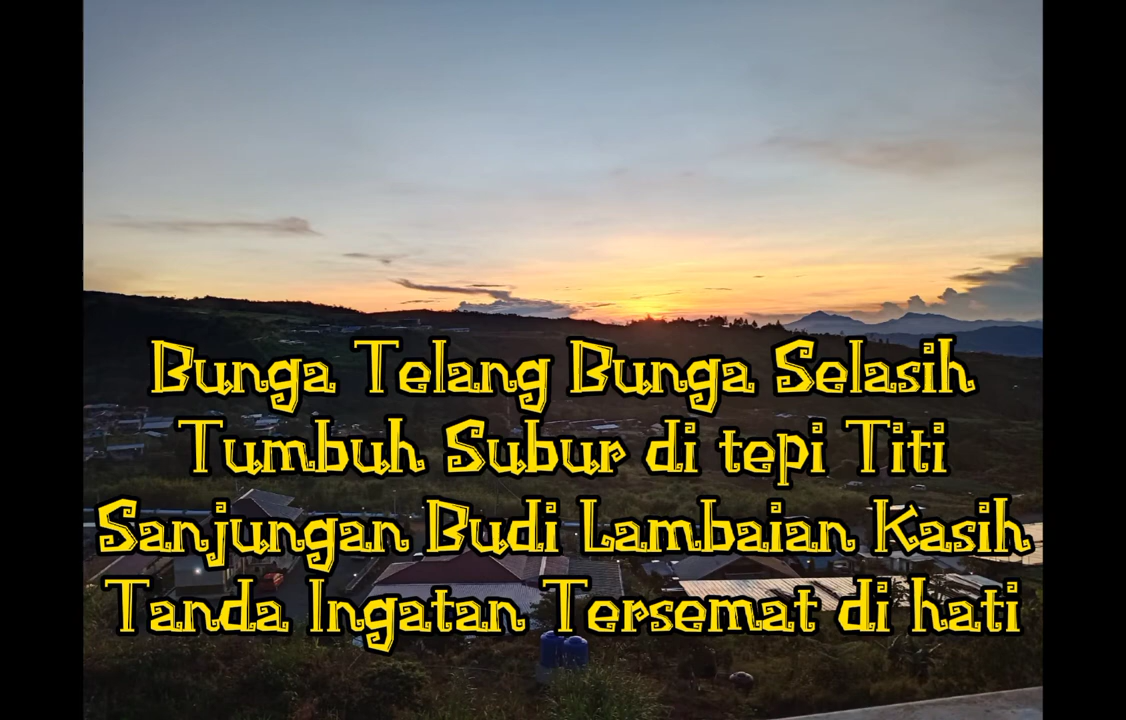 Bunga Telang Bunga Selasih
Tumbuh Subur di tepi Titi
Sanjungan Budi Lambaian Kasih
Tanda Ingatan Tersemat di hati